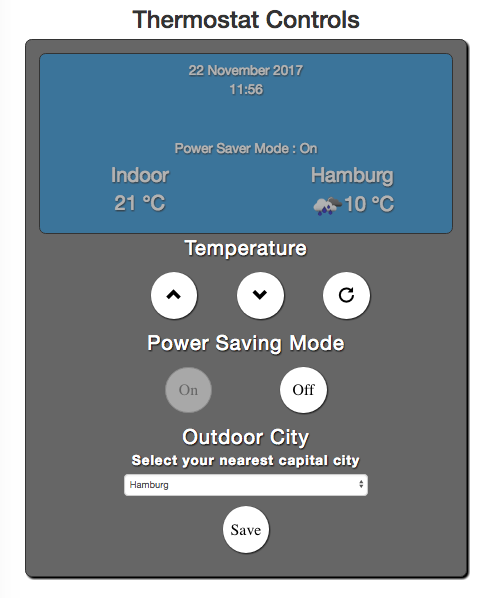 Thermostat Controls
22 November 2017
11:56
Power Saver Mode : On
Indoor Hamburg
21 °C 10 °C
Temperature
Power Saving Mode
On Off
Outdoor City
Select your nearest capital city
Hamburg
Save